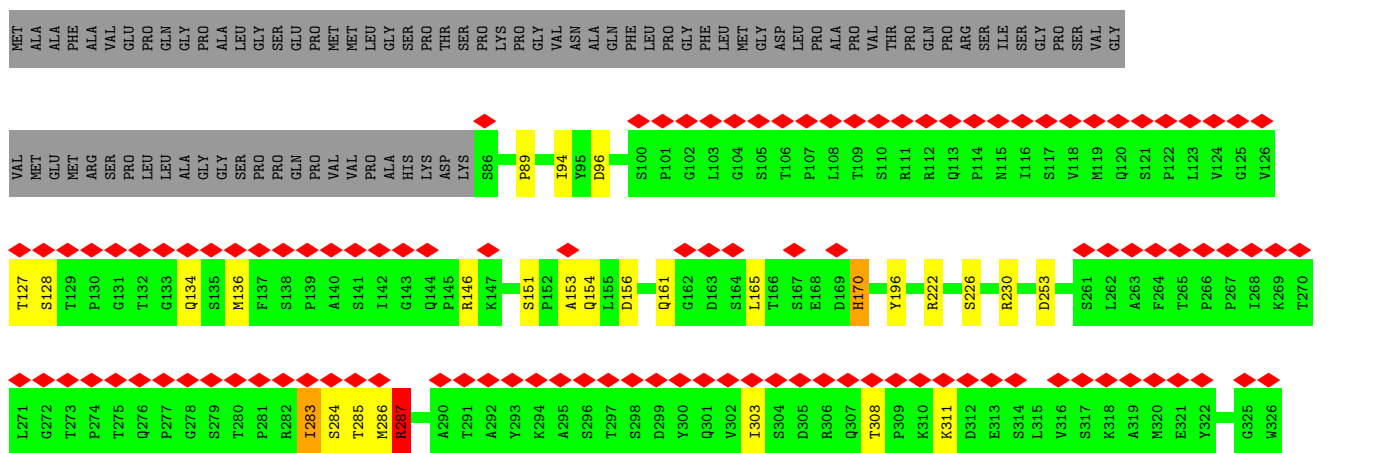 MET ALA ALA PHE ALA VAL GLU PRO GLN GLY PRO ALA LEU GLY SER GLU PRO MET MET LEU GLY SER PRO THR SER PRO LYS PRO GLY VAL ASN ALA GLN PHE LEU PRO GLY PHE LEU MET GLY ASP LEU PRO ALA PRO VAL THR PRO GLN PRO ARG SER ILE SER GLY PRO SER VAL GLY
VAL MET GLU MET ARG SER PRO LEU LEU ALA GLY GLY SER PRO PRO GLN PRO VAL VAL PRO ALA HIS LYS ASP LYS S86 P89 I94 Y95 D96 S100 P101 G102 L103 G104 S105 T106 P107 L108 T109 S110 R111 R112 Q113 P114 N115 I116 S117 V118 M119 Q120 S121 P122 L123 V124 G125 V126
T127 S128 T129 P130 G131 T132 G133 Q134 S135 M136 F137 S138 P139 A140 S141 I142 G143 Q144 P145 R146 K147 S151 P152 A153 Q154 L155 D156 Q161 G162 D163 S164 L165 T166 S167 E168 D169 H170 Y196 R222 S226 R230 D253 S261 L262 A263 F264 T265 P266 P267 I268 K269 T270
L271 G272 T273 P274 T275 Q276 P277 G278 S279 T280 P281 R282 I283 S284 T285 M286 R287 A290 T291 A292 Y293 K294 A295 S296 T297 S298 D299 Y300 Q301 V302 I303 S304 D305 R306 Q307 T308 P309 K310 K311 D312 E313 S314 L315 V316 S317 K318 A319 M320 E321 Y322 G325 W326